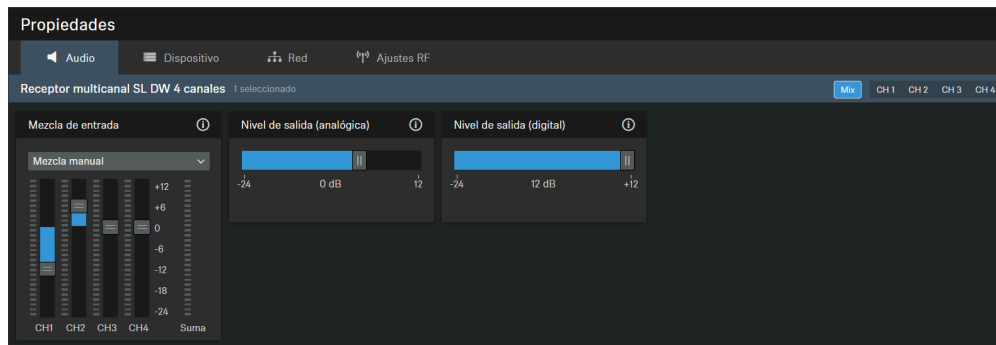 Propiedades
Audio Dispositivo Red Ajustes RF
Receptor multicanal SL DW 4 canales 1 seleccionado Mix CH 1 CH 2 CH 3 CH 4
Mezcla de entrada Nivel de salida (analógica) Nivel de salida (digital)
Mezcla manual
-24 0 dB 12 -24 12 dB +12
+12
+6
0
-6
-12
-18
-24
CH1 CH2 CH3 CH4 Suma